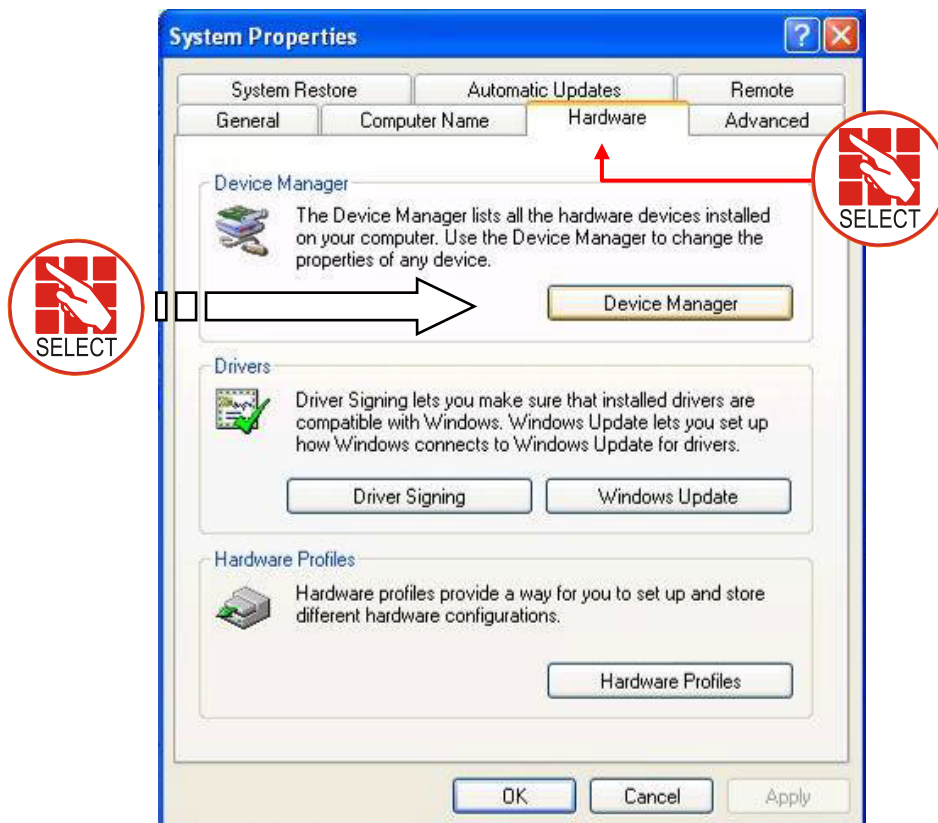 System Properties
System Restore
Automatic Updates
Remote
General
Computer Name
Hardware
Advanced
SELECT
Device Manager
The Device Manager lists all the hardware devices installed
on your computer. Use the Device Manager to change the
properties of any device.
Device Manager
SELECT
Drivers
Driver Signing lets you make sure that installed drivers are
compatible with Windows. Windows Update lets you set up
how Windows connects to Windows Update for drivers.
Driver Signing
Windows Update
Hardware Profiles
Hardware profiles provide a way for you to set up and store
different hardware configurations.
Hardware Profiles
OK
Cancel
Apply